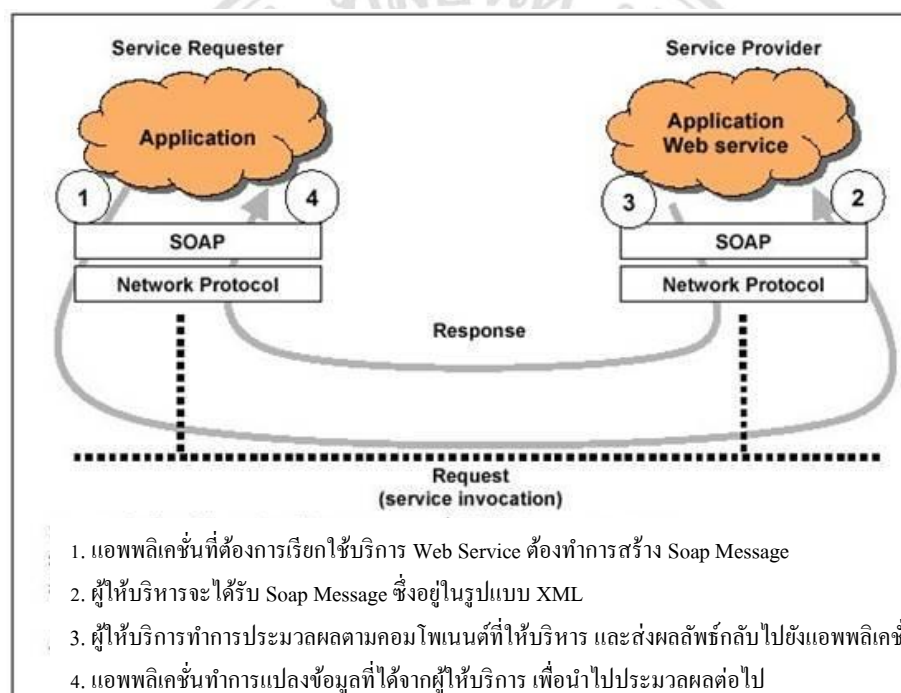 Service Requester
Service Provider
Application
Application
Web service
1
4
3
2
SOAP
SOAP
Network Protocol
Network Protocol
Response
Request
(service invocation)
1. แอพพลิเคชั่นที่ต้องการเรียกใช้บริการ Web Service ต้องทำการสร้าง Soap Message
2. ผู้ให้บริหารจะได้รับ Soap Message ซึ่งอยู่ในรูปแบบ XML
3. ผู้ให้บริการทำการประมวลผลตามคอมโพเนนต์ที่ให้บริหาร และส่งผลลัพธ์กลับไปยังแอพพลิเคชั่
4. แอพพลิเคชั่นทำการแปลงข้อมูลที่ได้จากผู้ให้บริการ เพื่อนำไปประมวลผลต่อไป